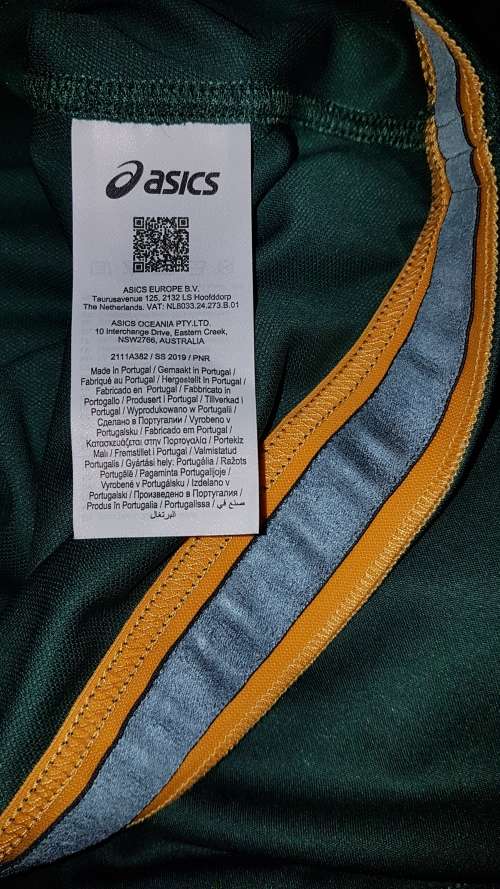 asics
ASICS EUROPE B.V.
Taurusavenue 125, 2132 LS Hoofddorp
The Netherlands. VAT: NL8033.24.273.B.01
ASICS OCEANIA PTY.LTD.
10 Interchange Drive, Eastern Creek,
NSW2766, AUSTRALIA
2111A382 / SS 2019 / PNR
Made In Portugal / Gemaakt in Portugal /
Fabriqué au Portugal / Hergestellt In Portugal /
Fabricado en Portugal / Fabbricato in
Portogallo / Produsert i Portugal / Tillverkad i
Portugal / Wyprodukowano w Portugalii /
Сделано в Португалии / Vyrobeno v
Portugalsku / Fabricado em Portugal /
Κατασκευάζεται στην Πορτογαλία / Portekiz
Malı / Fremstillet i Portugal / Valmistatud
Portugalis / Gyártási hely: Portugália / Ražots
Portugālē / Pagaminta Portugalijoje
/ Vyrobené v Portugalsku / Izdelano v
Portugalski / Произведено в Португалия /
Produs în Portugalia / Portugalissa / صنع في
البرتغال